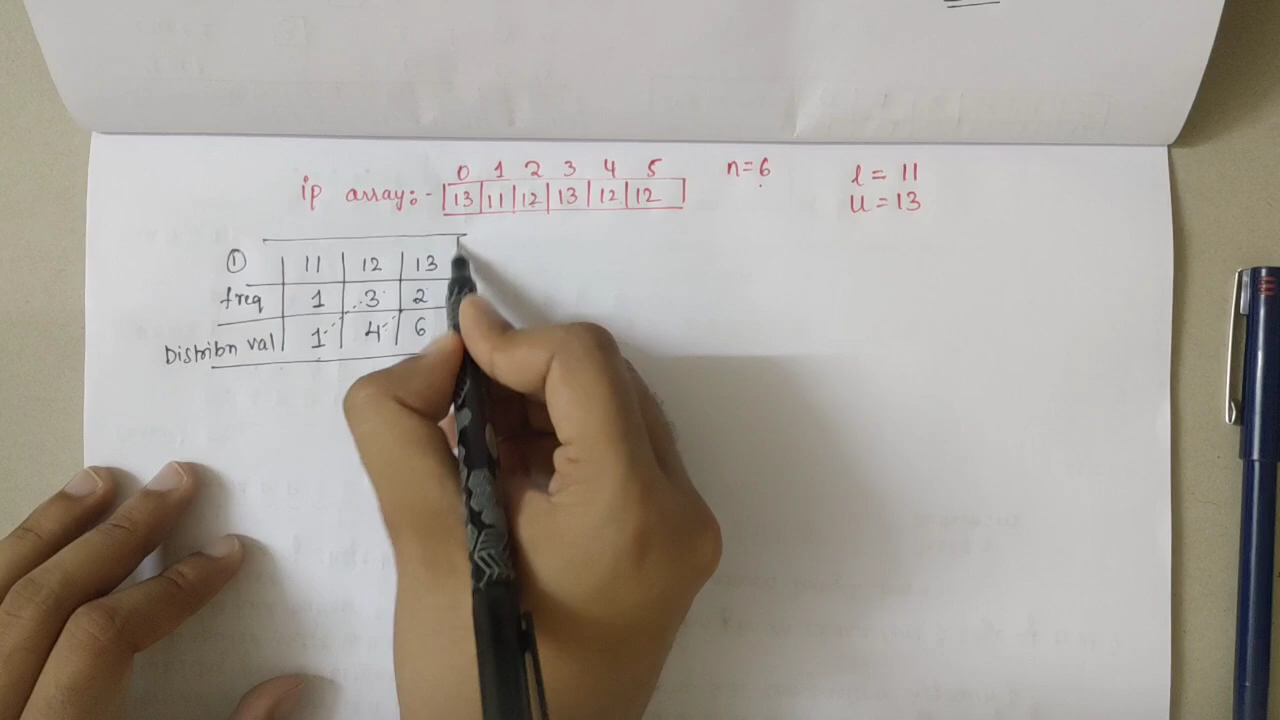 0 1 2 3 4 5 n=6 l = 11
ip array:- 13 11 12 13 12 12 u = 13
① 11 12 13
freq 1 3 2
Distribn val 1 4 6